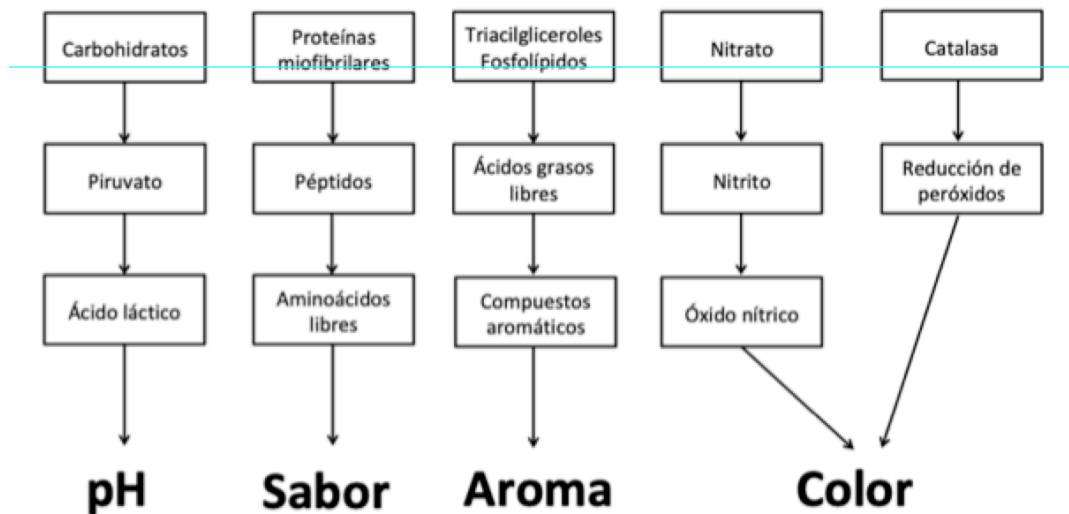 Carbohidratos
Proteínas
miofibrilares
Triacilgliceroles
Fosfolípidos
Nitrato
Catalasa
Piruvato
Péptidos
Ácidos grasos
libres
Nitrito
Reducción de
peróxidos
Ácido láctico
Aminoácidos
libres
Compuestos
aromáticos
Óxido nítrico
pH
Sabor
Aroma
Color